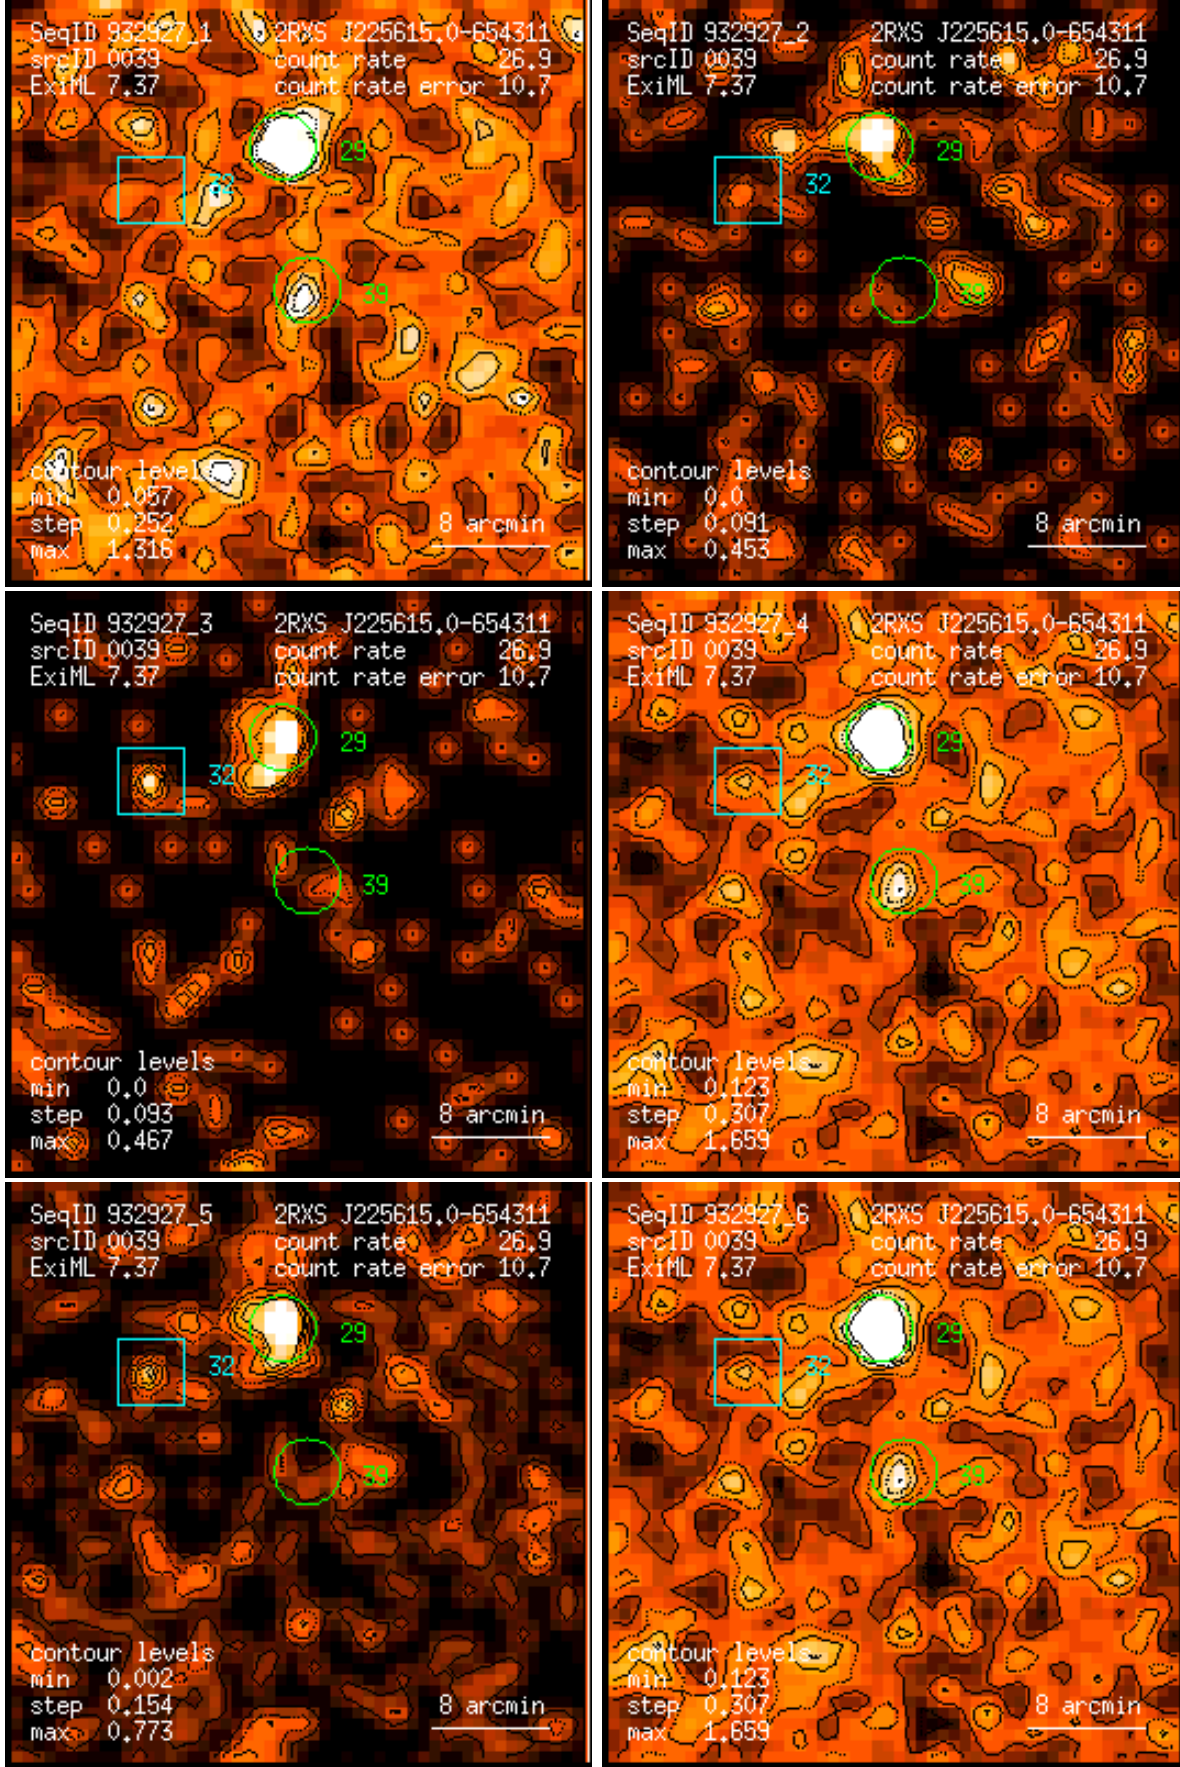 SeqID 932927_1 2RXS J225615.0-654311
srcID 0039 count rate 26.9
ExiML 7.37 count rate error 10.7
29
32
39
contour levels
min 0.057
step 0.252 8 arcmin
max 1.316
SeqID 932927_2 2RXS J225615.0-654311
srcID 0039 count rate 26.9
ExiML 7.37 count rate error 10.7
29
32
39
contour levels
min 0.0
step 0.091 8 arcmin
max 0.453
SeqID 932927_3 2RXS J225615.0-654311
srcID 0039 count rate 26.9
ExiML 7.37 count rate error 10.7
29
32
39
contour levels
min 0.0
step 0.093 8 arcmin
max 0.467
SeqID 932927_4 2RXS J225615.0-654311
srcID 0039 count rate 26.9
ExiML 7.37 count rate error 10.7
29
32
39
contour levels
min 0.123
step 0.307 8 arcmin
max 1.659
SeqID 932927_5 2RXS J225615.0-654311
srcID 0039 count rate 26.9
ExiML 7.37 count rate error 10.7
29
32
39
contour levels
min 0.002
step 0.154 8 arcmin
max 0.773
SeqID 932927_6 2RXS J225615.0-654311
srcID 0039 count rate 26.9
ExiML 7.37 count rate error 10.7
29
32
39
contour levels
min 0.123
step 0.307 8 arcmin
max 1.659